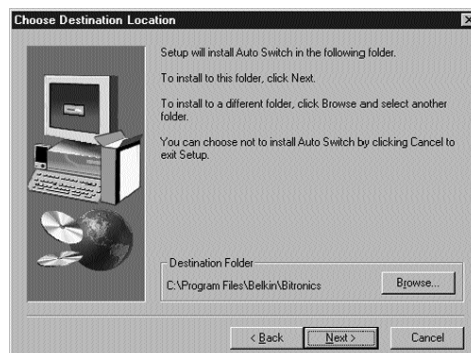 Choose Destination Location
Setup will install Auto Switch in the following folder.
To install to this folder, click Next.
To install to a different folder, click Browse and select another
folder.
You can choose not to install Auto Switch by clicking Cancel to
exit Setup.
Destination Folder
C:\Program Files\Belkin\Bitronics
Browse...
< Back
Next >
Cancel